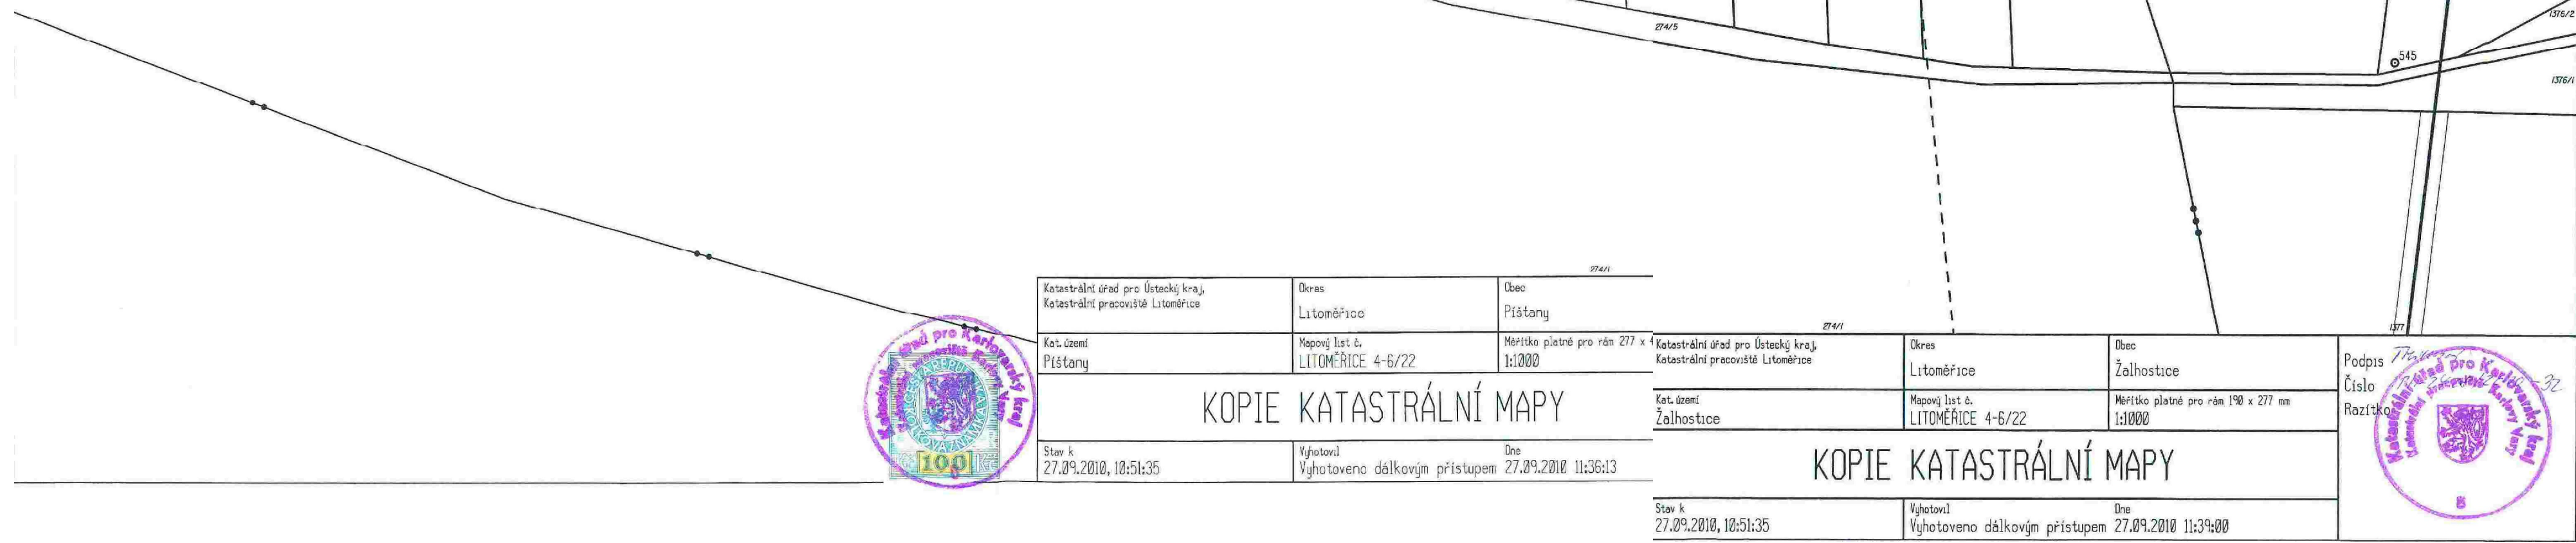 274/5
1376/2
545
1376/1
274/1
Katastrální úřad pro Ústecký kraj,
Katastrální pracoviště Litoměřice
Okres
Litoměřice
Obec
Píšťany
Kat. území
Píšťany
Mapový list č.
LITOMĚŘICE 4-6/22
Měřítko platné pro rám 277 x
1:1000
KOPIE KATASTRÁLNÍ MAPY
Stav k
27.09.2010, 10:51:35
Vyhotovil
Vyhotoveno dálkovým přístupem
Dne
27.09.2010 11:36:13
100 Kč
274/1
1377
Katastrální úřad pro Ústecký kraj,
Katastrální pracoviště Litoměřice
Okres
Litoměřice
Obec
Žalhostice
Kat. území
Žalhostice
Mapový list č.
LITOMĚŘICE 4-6/22
Měřítko platné pro rám 190 x 277 mm
1:1000
KOPIE KATASTRÁLNÍ MAPY
Stav k
27.09.2010, 10:51:35
Vyhotovil
Vyhotoveno dálkovým přístupem
Dne
27.09.2010 11:39:00
Podpis
Číslo
Razítko
Katastrální úřad pro Karlovarský kraj
8